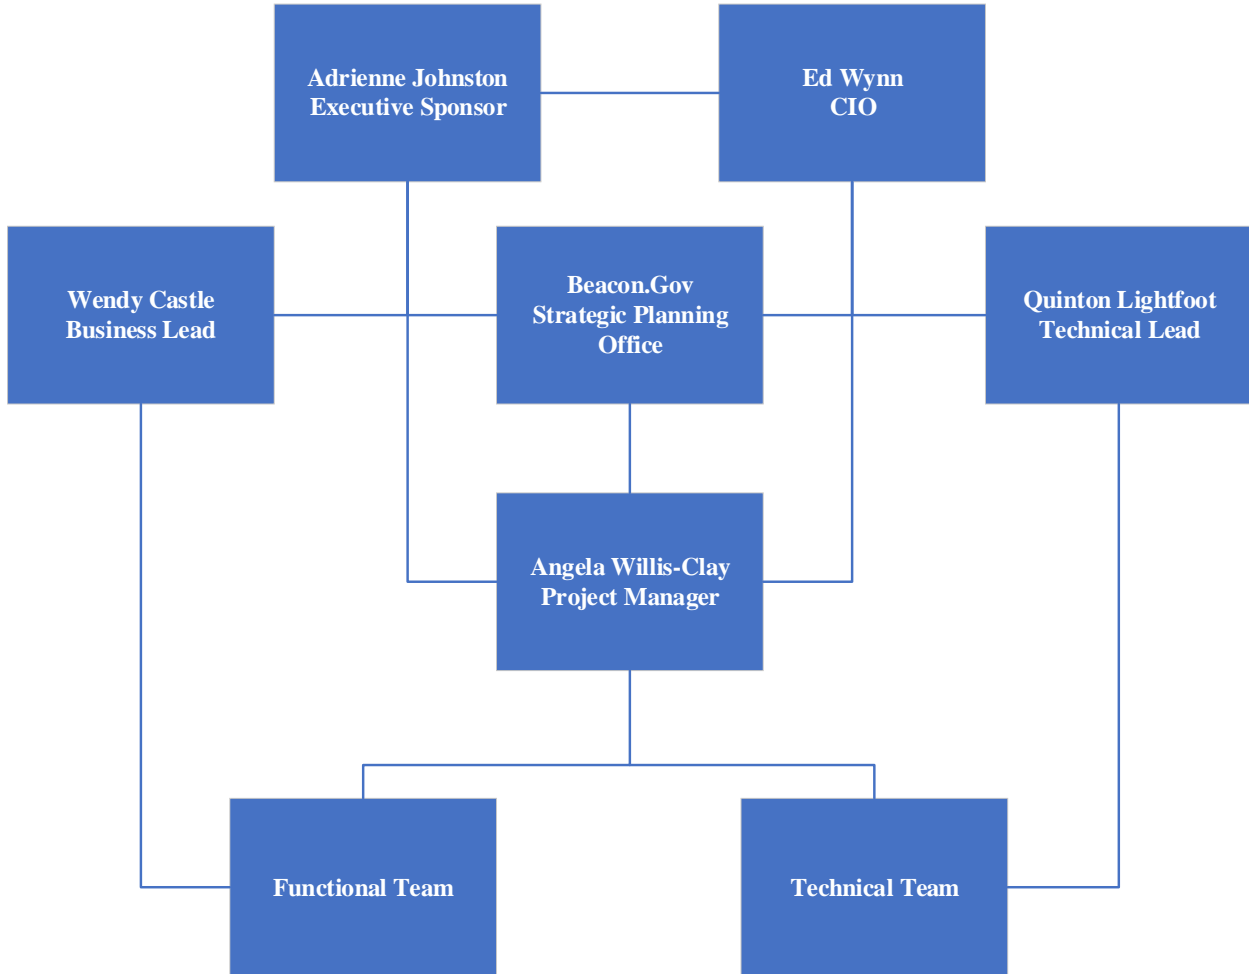 Adrienne Johnston
Executive Sponsor
Ed Wynn
CIO
Wendy Castle
Business Lead
Beacon.Gov
Strategic Planning
Office
Quinton Lightfoot
Technical Lead
Angela Willis-Clay
Project Manager
Functional Team
Technical Team